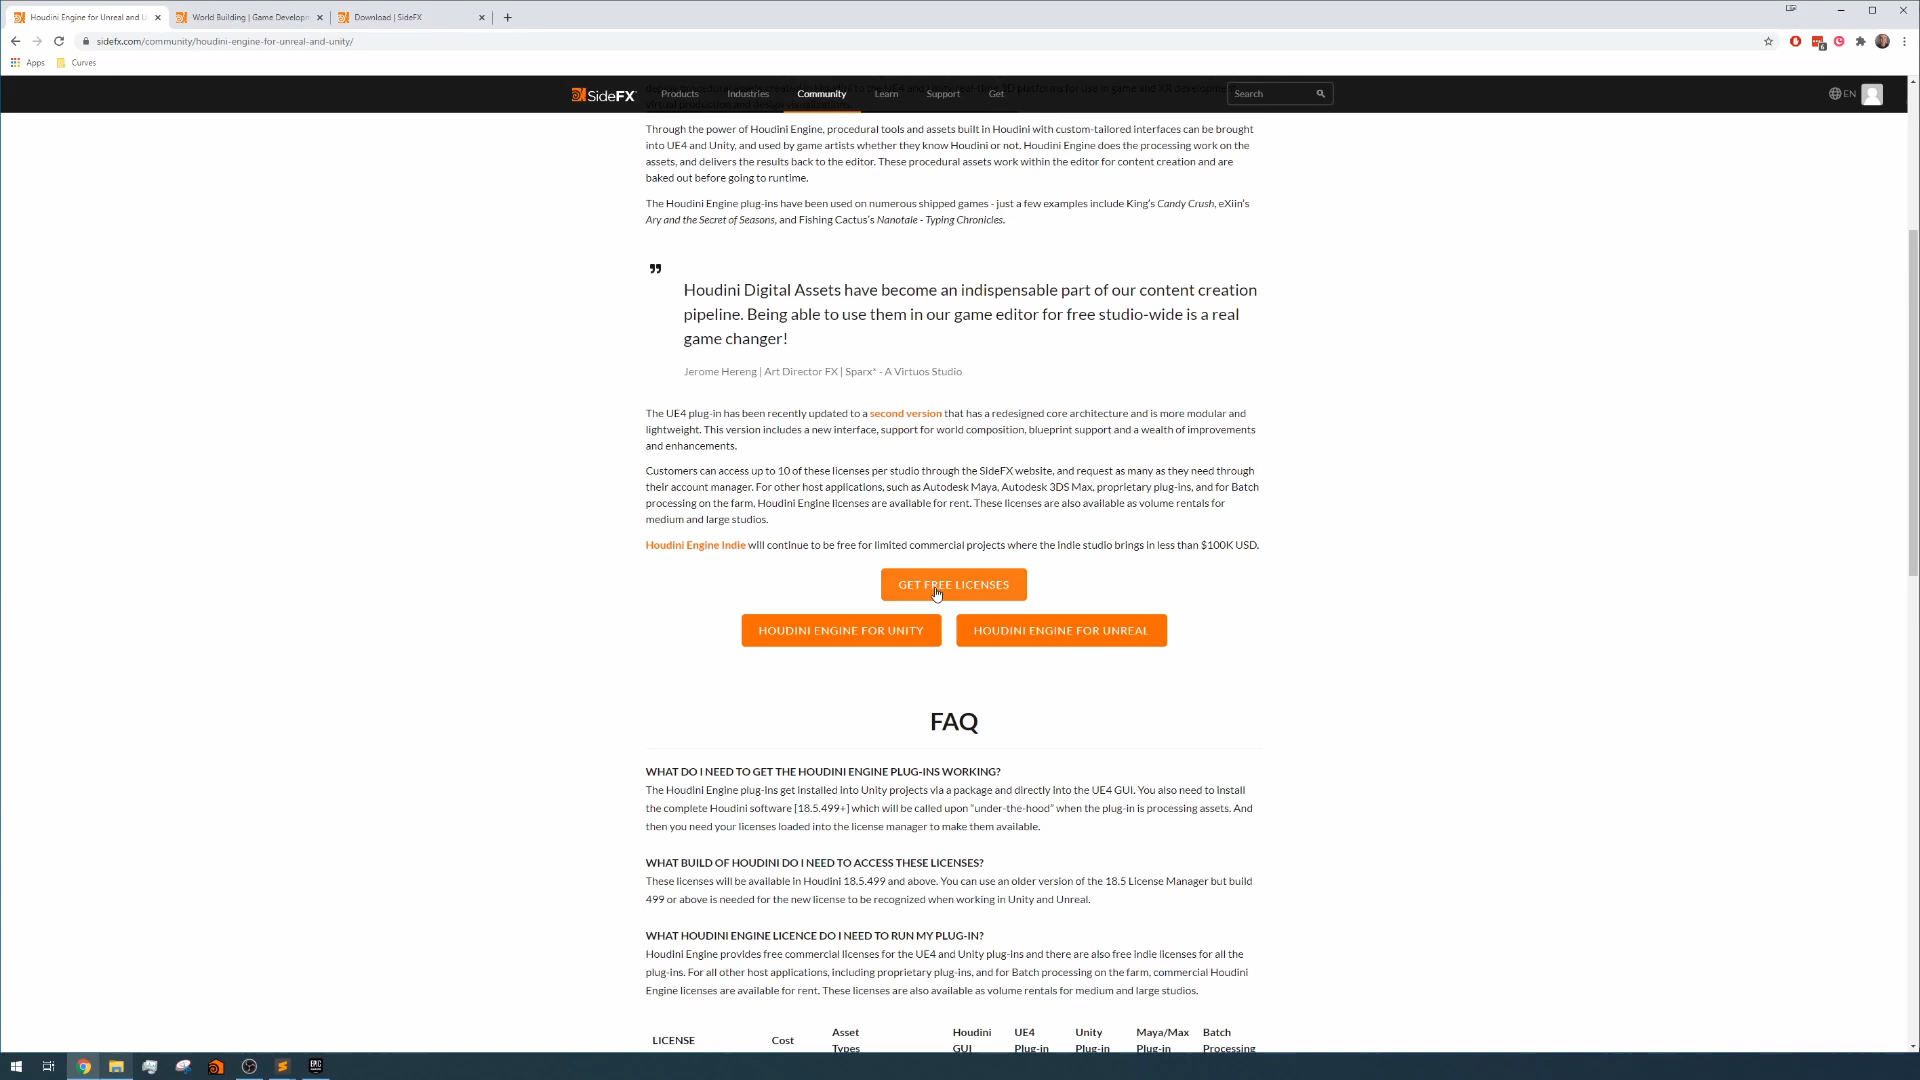 Houdini Engine for Unreal and U
World Building | Game Developm
Download | SideFX
sidefx.com/community/houdini-engine-for-unreal-and-unity/
6
Apps
Curves
SideFX
Products
Industries
Community
Learn
Support
Get
Search
EN
Through the power of Houdini Engine, procedural tools and assets built in Houdini with custom-tailored interfaces can be brought
into UE4 and Unity, and used by game artists whether they know Houdini or not. Houdini Engine does the processing work on the
assets, and delivers the results back to the editor. These procedural assets work within the editor for content creation and are
baked out before going to runtime.
The Houdini Engine plug-ins have been used on numerous shipped games - just a few examples include King's Candy Crush, eXiin's
Ary and the Secret of Seasons, and Fishing Cactus's Nanotale - Typing Chronicles.
"
Houdini Digital Assets have become an indispensable part of our content creation
pipeline. Being able to use them in our game editor for free studio-wide is a real
game changer!
Jerome Hereng | Art Director FX | Sparx* - A Virtuos Studio
The UE4 plug-in has been recently updated to a second version that has a redesigned core architecture and is more modular and
lightweight. This version includes a new interface, support for world composition, blueprint support and a wealth of improvements
and enhancements.
Customers can access up to 10 of these licenses per studio through the SideFX website, and request as many as they need through
their account manager. For other host applications, such as Autodesk Maya, Autodesk 3DS Max, proprietary plug-ins, and for Batch
processing on the farm, Houdini Engine licenses are available for rent. These licenses are also available as volume rentals for
medium and large studios.
Houdini Engine Indie will continue to be free for limited commercial projects where the indie studio brings in less than $100K USD.
GET FREE LICENSES
HOUDINI ENGINE FOR UNITY
HOUDINI ENGINE FOR UNREAL
FAQ
WHAT DO I NEED TO GET THE HOUDINI ENGINE PLUG-INS WORKING?
The Houdini Engine plug-ins get installed into Unity projects via a package and directly into the UE4 GUI. You also need to install
the complete Houdini software [18.5.499+] which will be called upon "under-the-hood" when the plug-in is processing assets. And
then you need your licenses loaded into the license manager to make them available.
WHAT BUILD OF HOUDINI DO I NEED TO ACCESS THESE LICENSES?
These licenses will be available in Houdini 18.5.499 and above. You can use an older version of the 18.5 License Manager but build
499 or above is needed for the new license to be recognized when working in Unity and Unreal.
WHAT HOUDINI ENGINE LICENCE DO I NEED TO RUN MY PLUG-IN?
Houdini Engine provides free commercial licenses for the UE4 and Unity plug-ins and there are also free indie licenses for all the
plug-ins. For all other host applications, including proprietary plug-ins, and for Batch processing on the farm, commercial Houdini
Engine licenses are available for rent. These licenses are also available as volume rentals for medium and large studios.
LICENSE
Cost
Asset
Types
Houdini
GUI
UE4
Plug-in
Unity
Plug-in
Maya/Max
Plug-in
Batch
Processing
EPIC